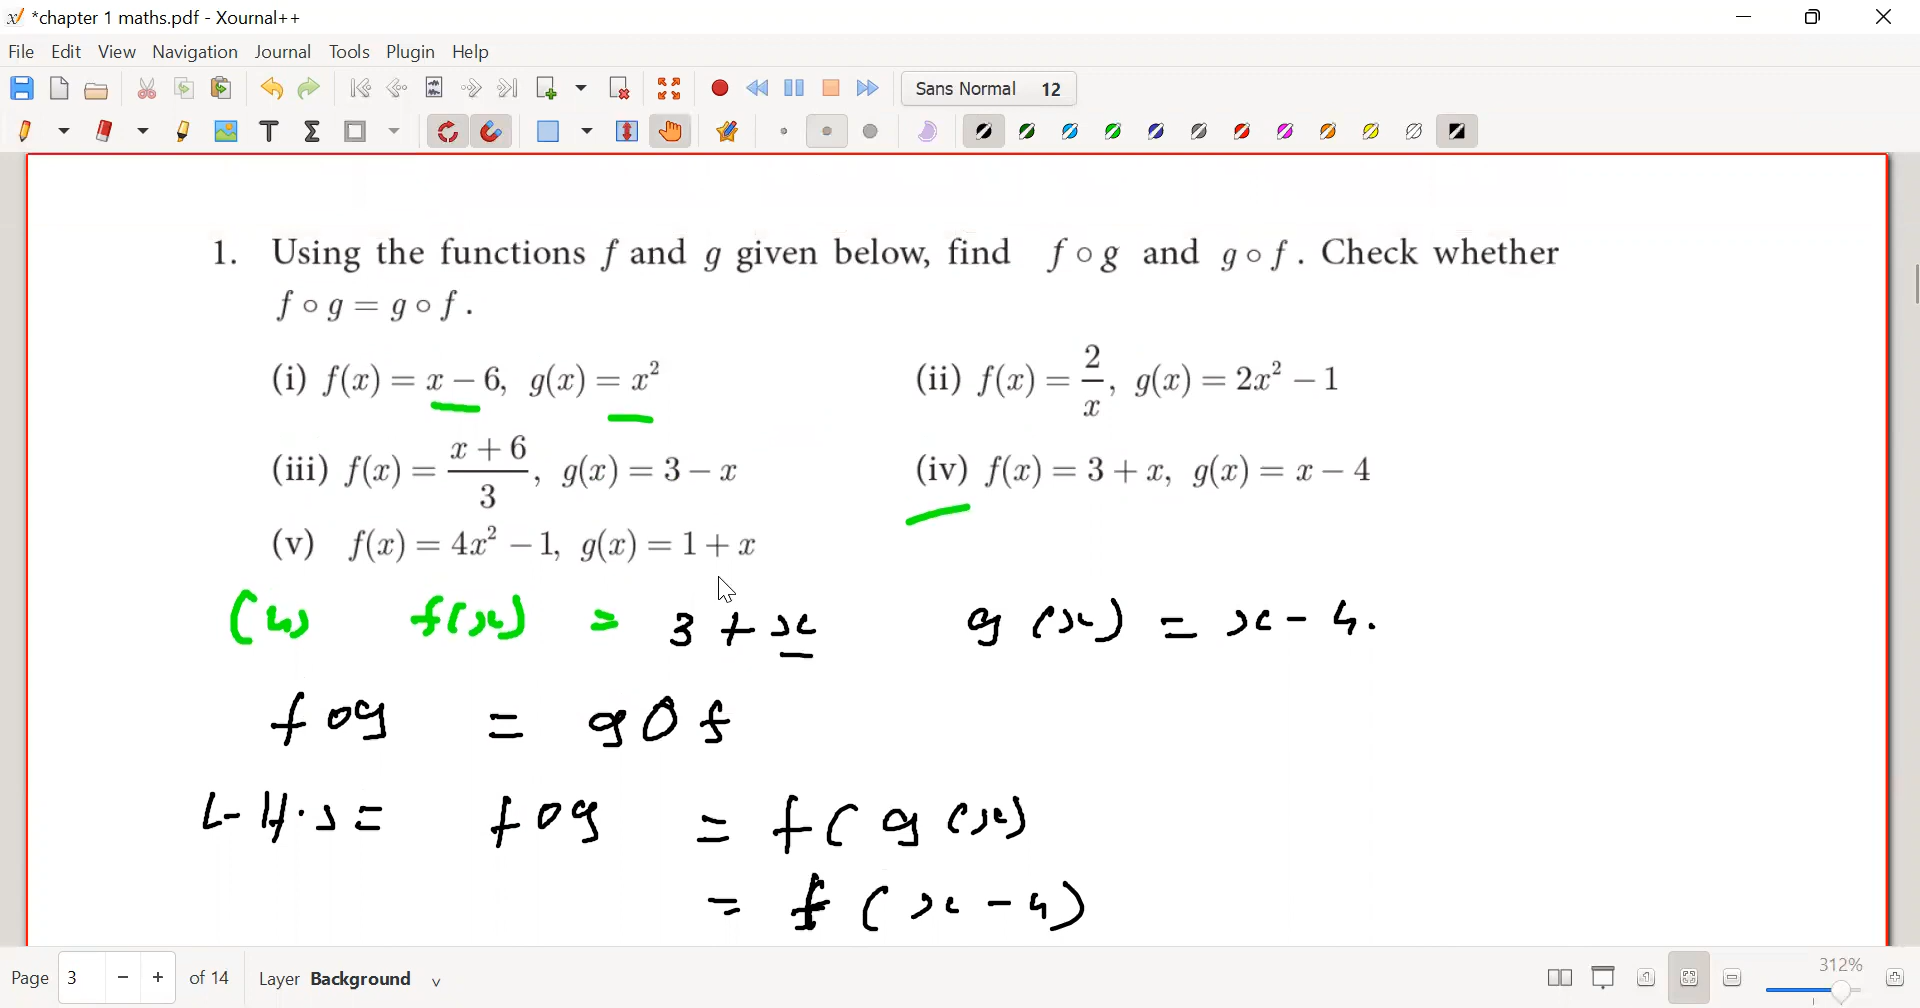 *chapter 1 maths.pdf - Xournal++
File Edit View Navigation Journal Tools Plugin Help
Sans Normal 12
1. Using the functions f and g given below, find f∘g and g∘f. Check whether
f∘g = g∘f.
(i) f(x) = x − 6, g(x) = x² (ii) f(x) = 2/x, g(x) = 2x² − 1
(iii) f(x) = (x + 6)/3, g(x) = 3 − x (iv) f(x) = 3 + x, g(x) = x − 4
(v) f(x) = 4x² − 1, g(x) = 1 + x
(4) f(x) = 3 + x g(x) = x - 4.
fog = gof
L-H.S = fog = f(g(x)
= f(x-4)
Page 3 − + of 14 Layer Background 312%